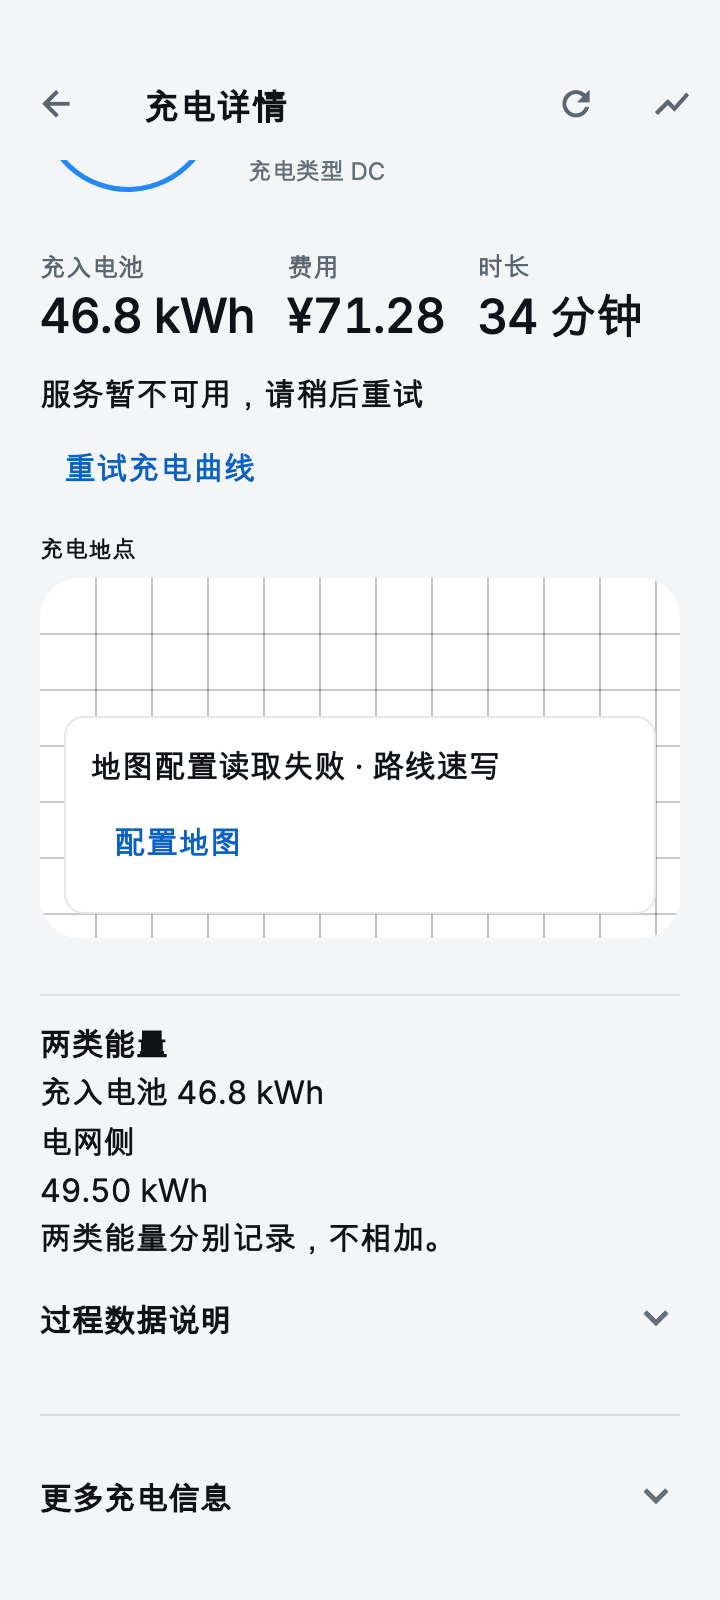 充电详情
充电类型 DC
充入电池 费用 时长
46.8 kWh ¥71.28 34 分钟
服务暂不可用，请稍后重试
重试充电曲线
充电地点
地图配置读取失败 · 路线速写
配置地图
两类能量
充入电池 46.8 kWh
电网侧
49.50 kWh
两类能量分别记录，不相加。
过程数据说明
更多充电信息